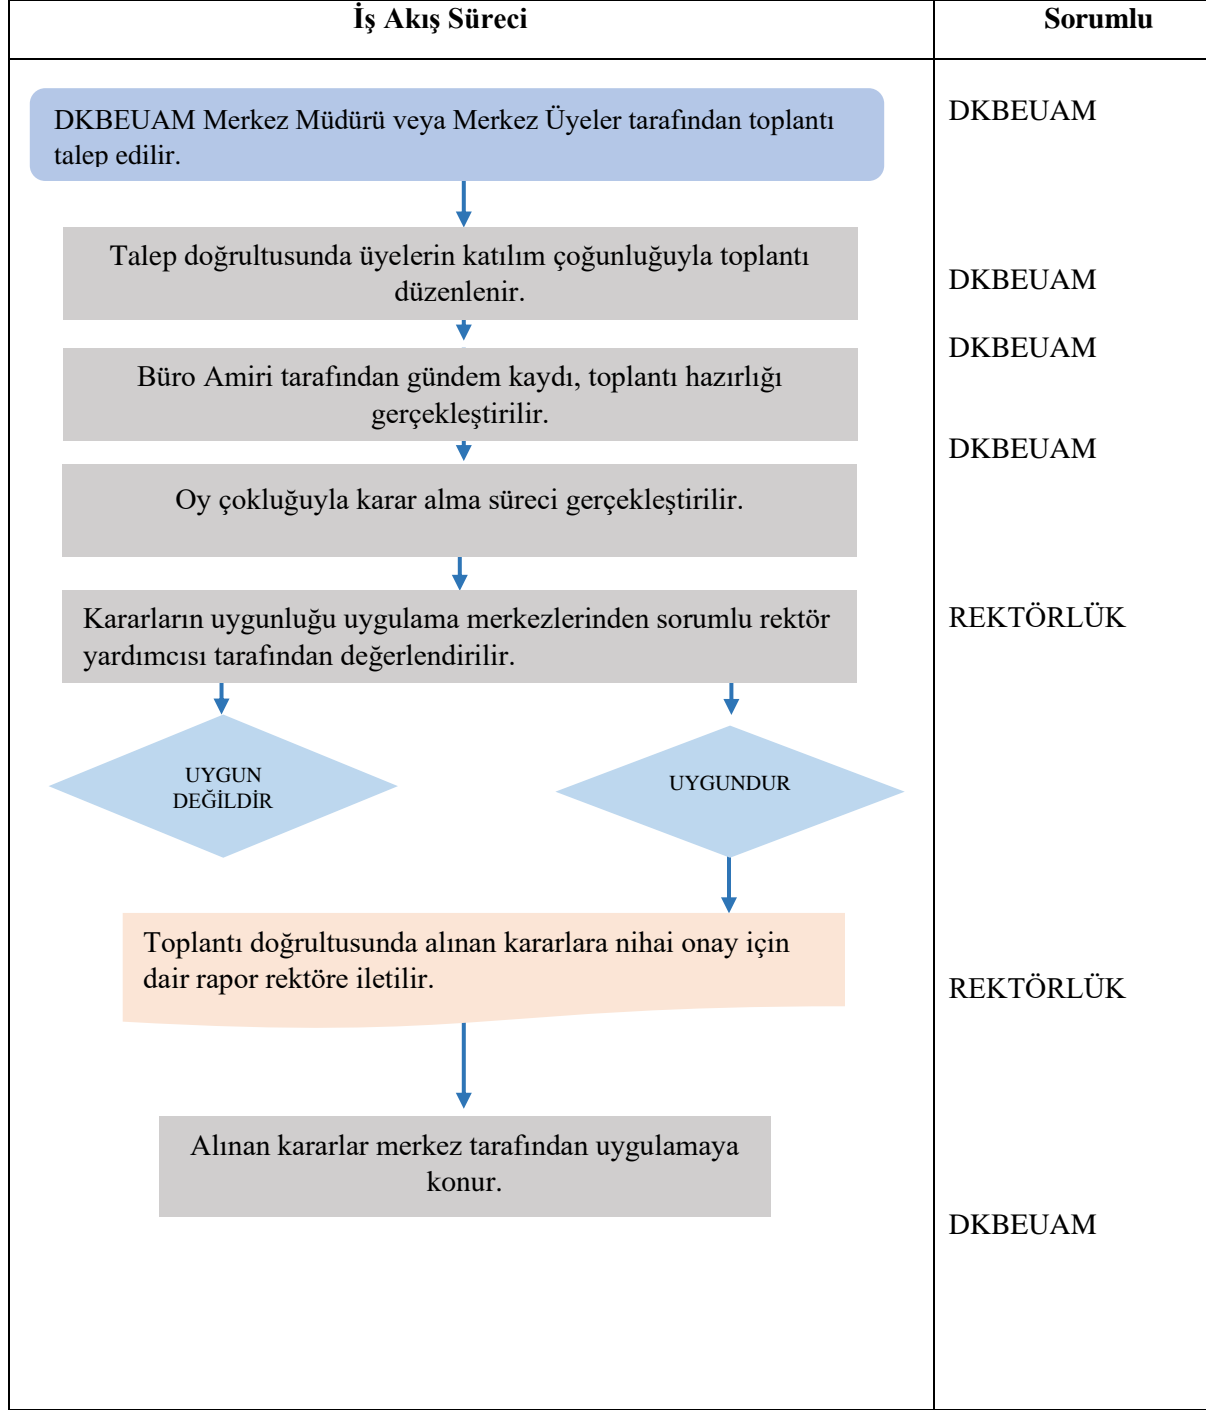 İş Akış Süreci
Sorumlu
DKBEUAM Merkez Müdürü veya Merkez Üyeler tarafından toplantı
talep edilir.
DKBEUAM
Talep doğrultusunda üyelerin katılım çoğunluğuyla toplantı
düzenlenir.
DKBEUAM
Büro Amiri tarafından gündem kaydı, toplantı hazırlığı
gerçekleştirilir.
DKBEUAM
Oy çokluğuyla karar alma süreci gerçekleştirilir.
DKBEUAM
Kararların uygunluğu uygulama merkezlerinden sorumlu rektör
yardımcısı tarafından değerlendirilir.
REKTÖRLÜK
UYGUN
DEĞİLDİR
UYGUNDUR
Toplantı doğrultusunda alınan kararlara nihai onay için
dair rapor rektöre iletilir.
REKTÖRLÜK
Alınan kararlar merkez tarafından uygulamaya
konur.
DKBEUAM